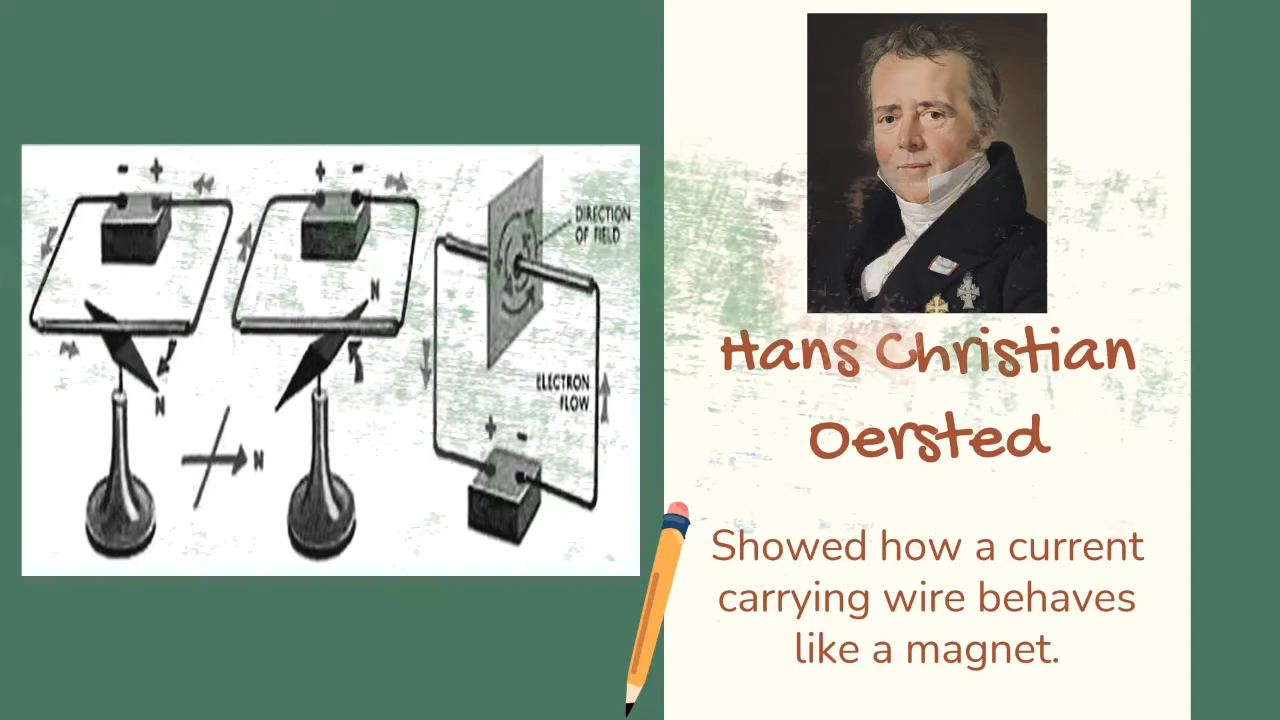 - +
+ -
DIRECTION
OF FIELD
N
N
N
ELECTRON
FLOW
+ -
Hans Christian
Oersted
Showed how a current
carrying wire behaves
like a magnet.